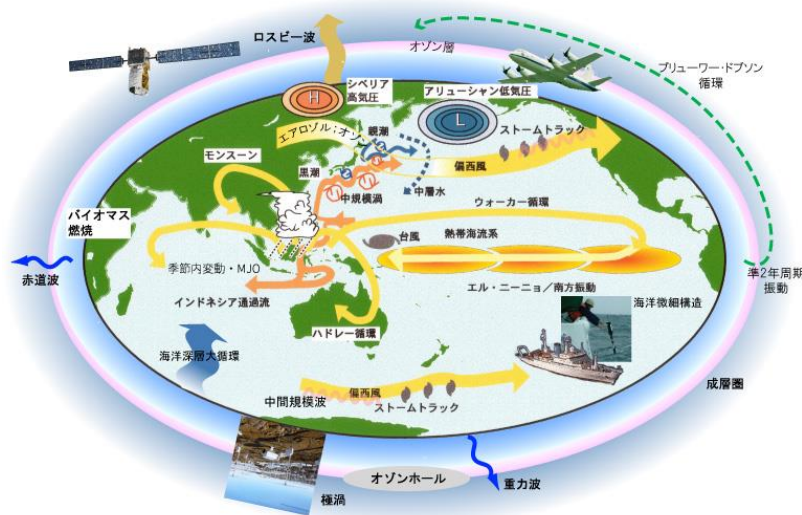 ロスビー波
オゾン層
ブリューワー・ドブソン
循環
シベリア
高気圧
H
アリューシャン低気圧
L
エアロゾル；オゾン
親潮
ストームトラック
モンスーン
黒潮
偏西風
中規模渦
中層水
バイオマス
燃焼
ウォーカー循環
台風
熱帯海流系
赤道波
季節内変動・MJO
準2年周期
振動
エル・ニーニョ／南方振動
海洋微細構造
インドネシア通過流
ハドレー循環
海洋深層大循環
成層圏
中間規模波
偏西風
ストームトラック
オゾンホール
重力波
極渦